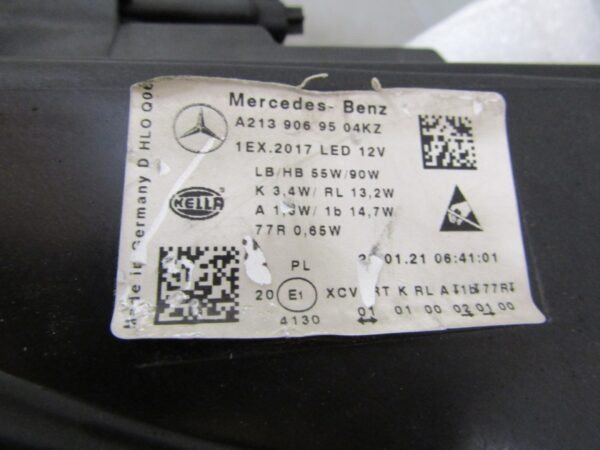 Mercedes- Benz
A213 906 95 04KZ
1EX.2017 LED 12V
LB/HB 55W/90W
K 3,4W/ RL 13,2W
A 1,3W/ 1b 14,7W
77R 0,65W
HELLA
Made in Germany D HLO
PL
01.21 06:41:01
20 E1 XCV RT K RL A 1b 77R
4130 01 01 00 02 01 00